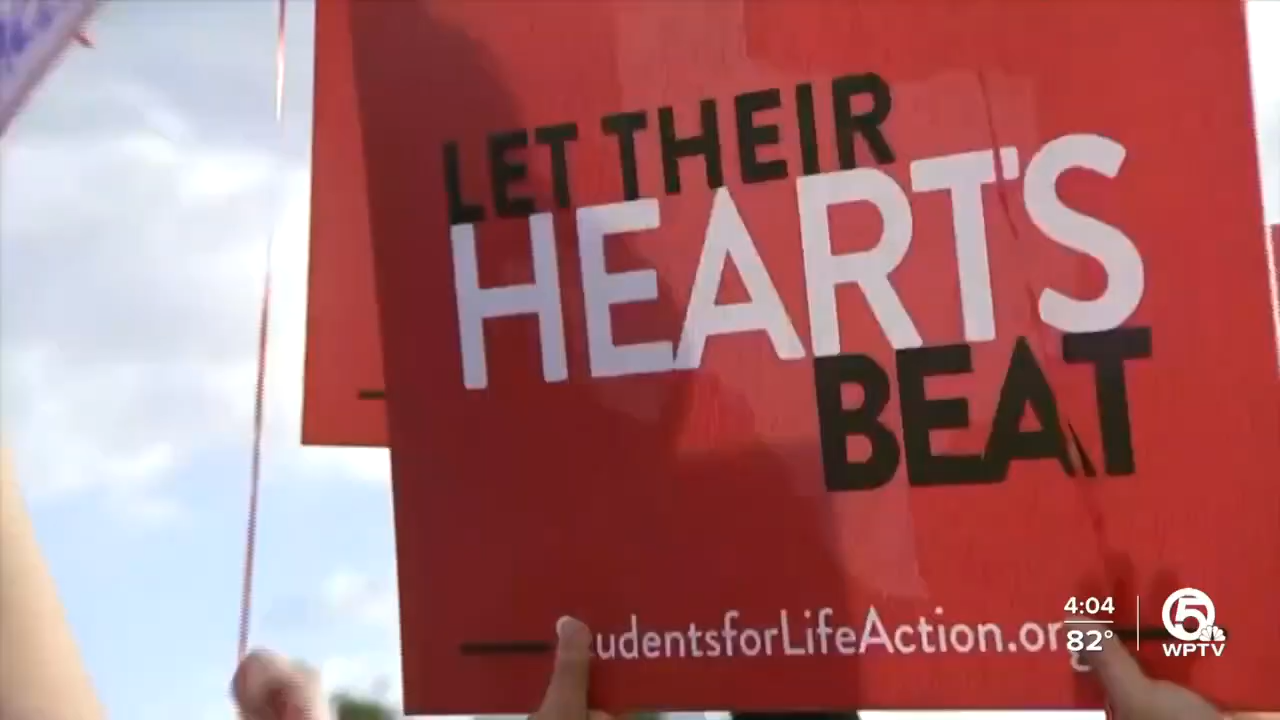 LET THEIR
HEARTS
BEAT
udentsforLifeAction.org
4:04
82°
5
WPTV